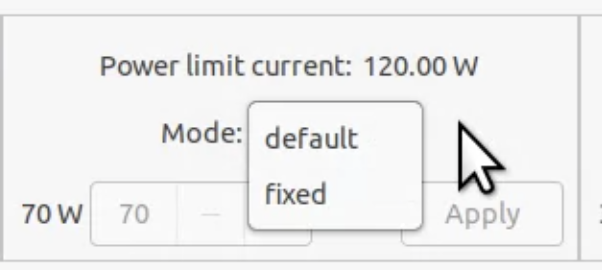 Power limit current: 120.00 W
Mode:
default
fixed
70 W 70 − Apply